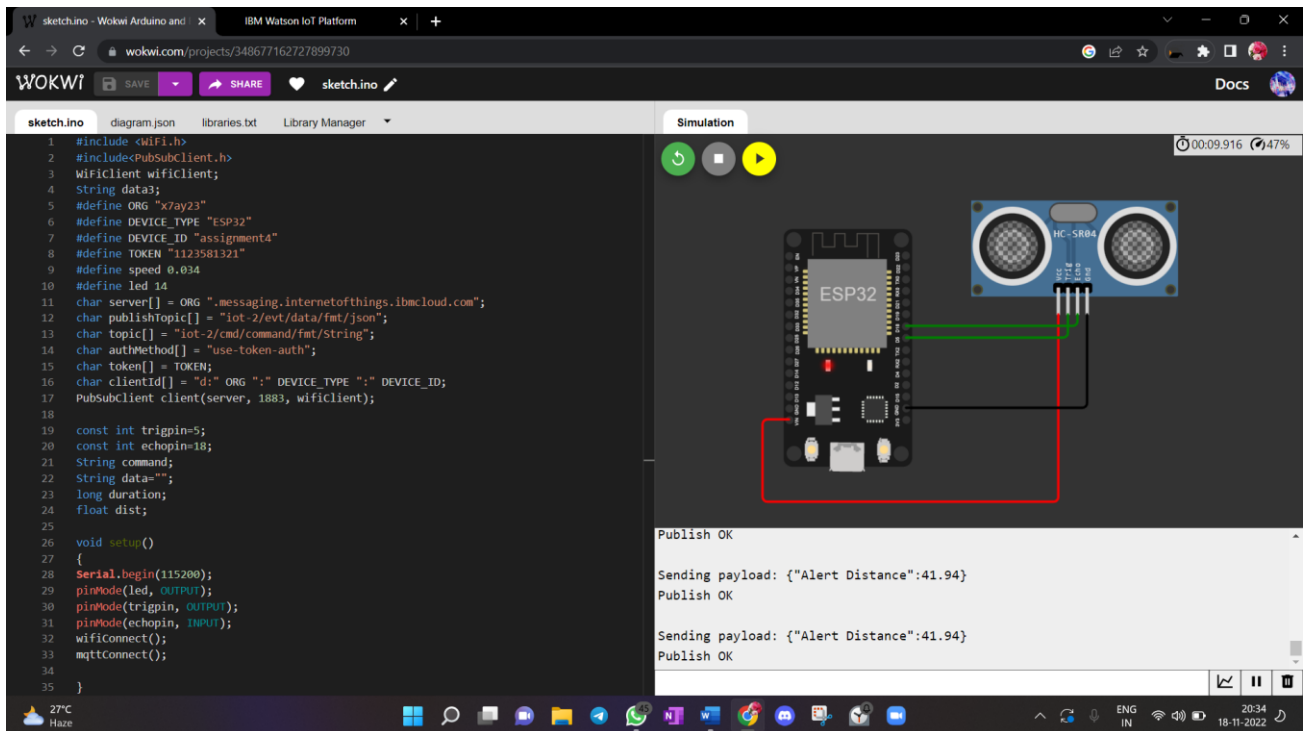 sketch.ino - Wokwi Arduino and
IBM Watson IoT Platform
wokwi.com/projects/348677162727899730
WOKWi
SAVE
SHARE
sketch.ino
Docs
sketch.ino
diagram.json
libraries.txt
Library Manager
Simulation
1 #include <WiFi.h>
2 #include<PubSubClient.h>
3 WiFiClient wifiClient;
4 String data3;
5 #define ORG "x7ay23"
6 #define DEVICE_TYPE "ESP32"
7 #define DEVICE_ID "assignment4"
8 #define TOKEN "1123581321"
9 #define speed 0.034
10 #define led 14
11 char server[] = ORG ".messaging.internetofthings.ibmcloud.com";
12 char publishTopic[] = "iot-2/evt/data/fmt/json";
13 char topic[] = "iot-2/cmd/command/fmt/String";
14 char authMethod[] = "use-token-auth";
15 char token[] = TOKEN;
16 char clientId[] = "d:" ORG ":" DEVICE_TYPE ":" DEVICE_ID;
17 PubSubClient client(server, 1883, wifiClient);
18
19 const int trigpin=5;
20 const int echopin=18;
21 String command;
22 String data="";
23 long duration;
24 float dist;
25
26 void setup()
27 {
28 Serial.begin(115200);
29 pinMode(led, OUTPUT);
30 pinMode(trigpin, OUTPUT);
31 pinMode(echopin, INPUT);
32 wifiConnect();
33 mqttConnect();
34
35 }
00:09.916 47%
HC-SR04
Vcc
Trig
Echo
Gnd
ESP32
Publish OK
Sending payload: {"Alert Distance":41.94}
Publish OK
Sending payload: {"Alert Distance":41.94}
Publish OK
27°C
Haze
45
ENG
IN
20:34
18-11-2022